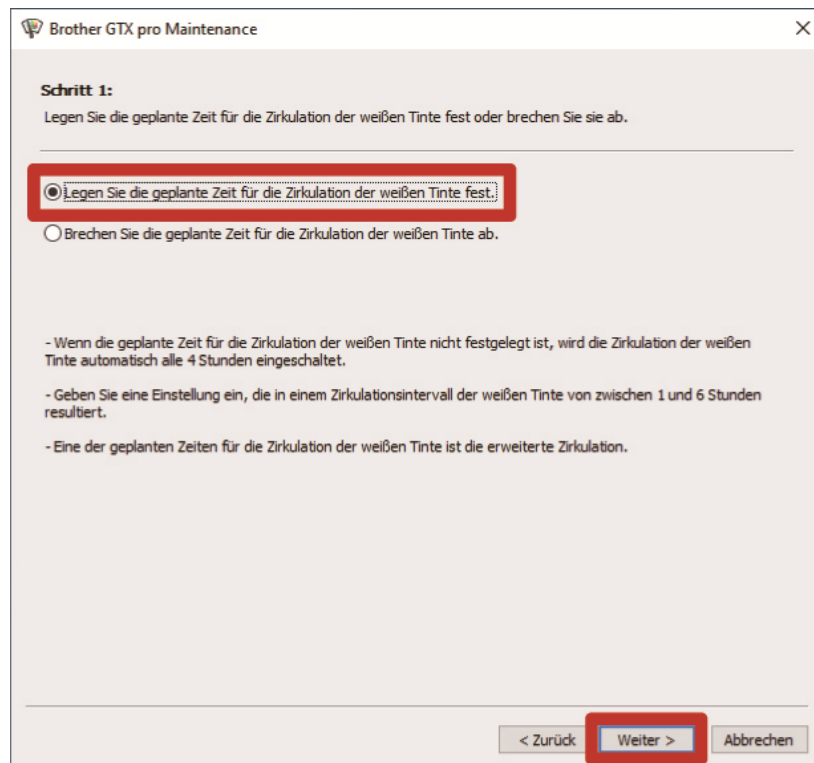 Brother GTX pro Maintenance
Schritt 1:
Legen Sie die geplante Zeit für die Zirkulation der weißen Tinte fest oder brechen Sie sie ab.
Legen Sie die geplante Zeit für die Zirkulation der weißen Tinte fest.
Brechen Sie die geplante Zeit für die Zirkulation der weißen Tinte ab.
- Wenn die geplante Zeit für die Zirkulation der weißen Tinte nicht festgelegt ist, wird die Zirkulation der weißen
Tinte automatisch alle 4 Stunden eingeschaltet.
- Geben Sie eine Einstellung ein, die in einem Zirkulationsintervall der weißen Tinte von zwischen 1 und 6 Stunden
resultiert.
- Eine der geplanten Zeiten für die Zirkulation der weißen Tinte ist die erweiterte Zirkulation.
< Zurück Weiter > Abbrechen